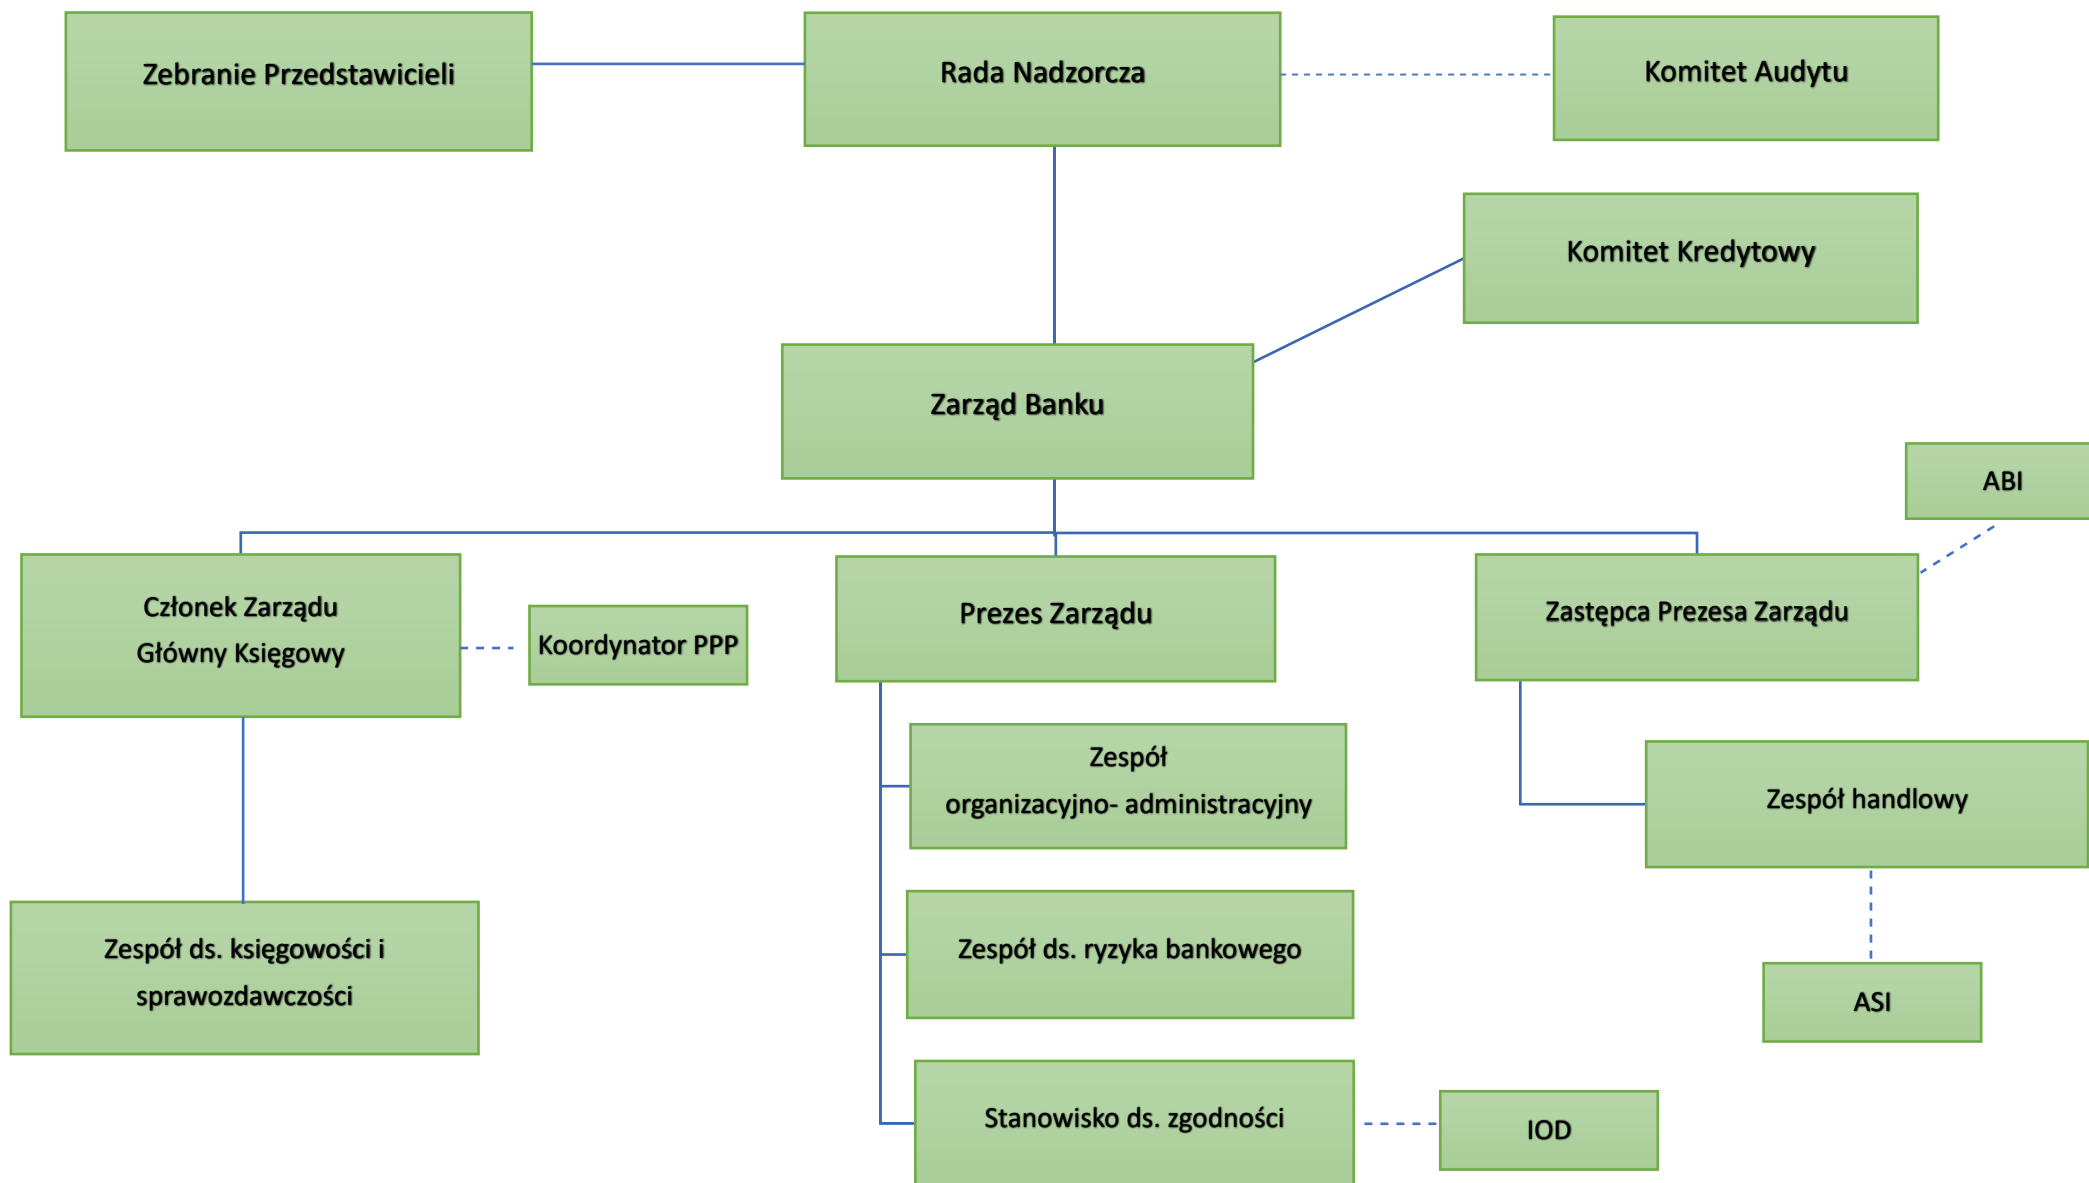 Zebranie Przedstawicieli
Rada Nadzorcza
Komitet Audytu
Komitet Kredytowy
Zarząd Banku
ABI
Członek Zarządu
Główny Księgowy
Koordynator PPP
Prezes Zarządu
Zastępca Prezesa Zarządu
Zespół
organizacyjno- administracyjny
Zespół handlowy
Zespół ds. księgowości i
sprawozdawczości
Zespół ds. ryzyka bankowego
ASI
Stanowisko ds. zgodności
IOD